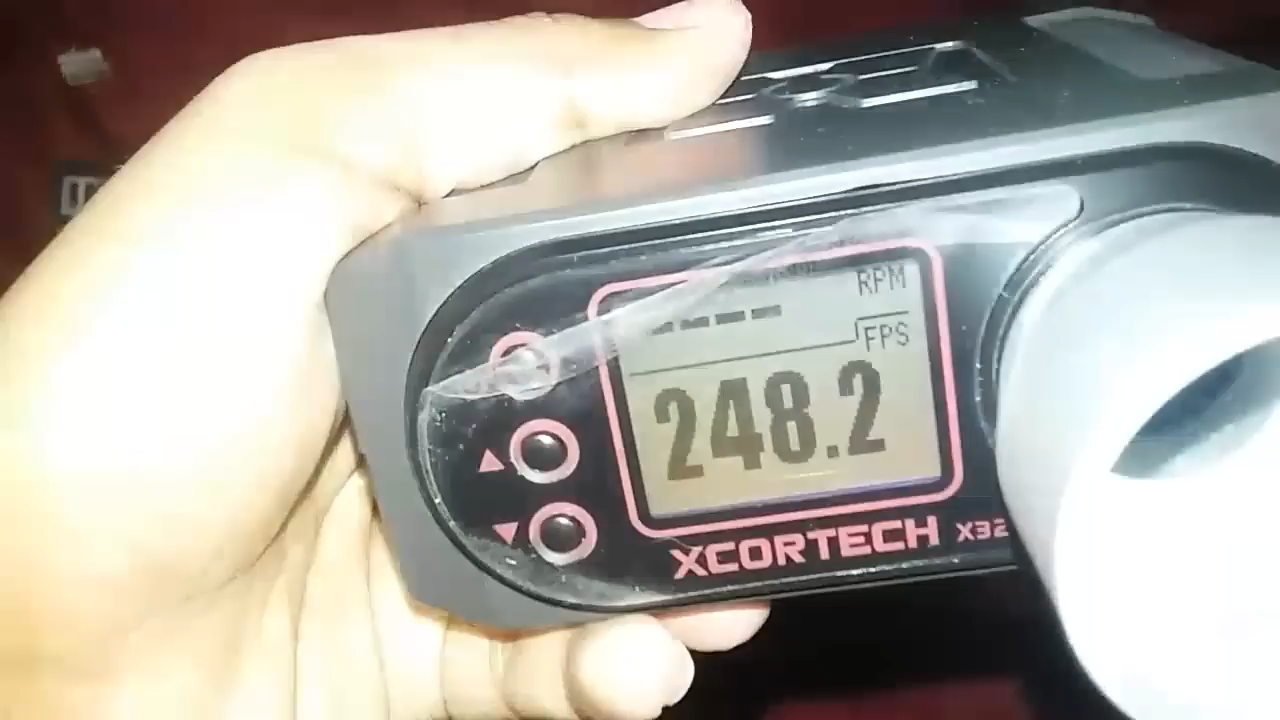 RPM
----
FPS
248.2
XCORTECH X32